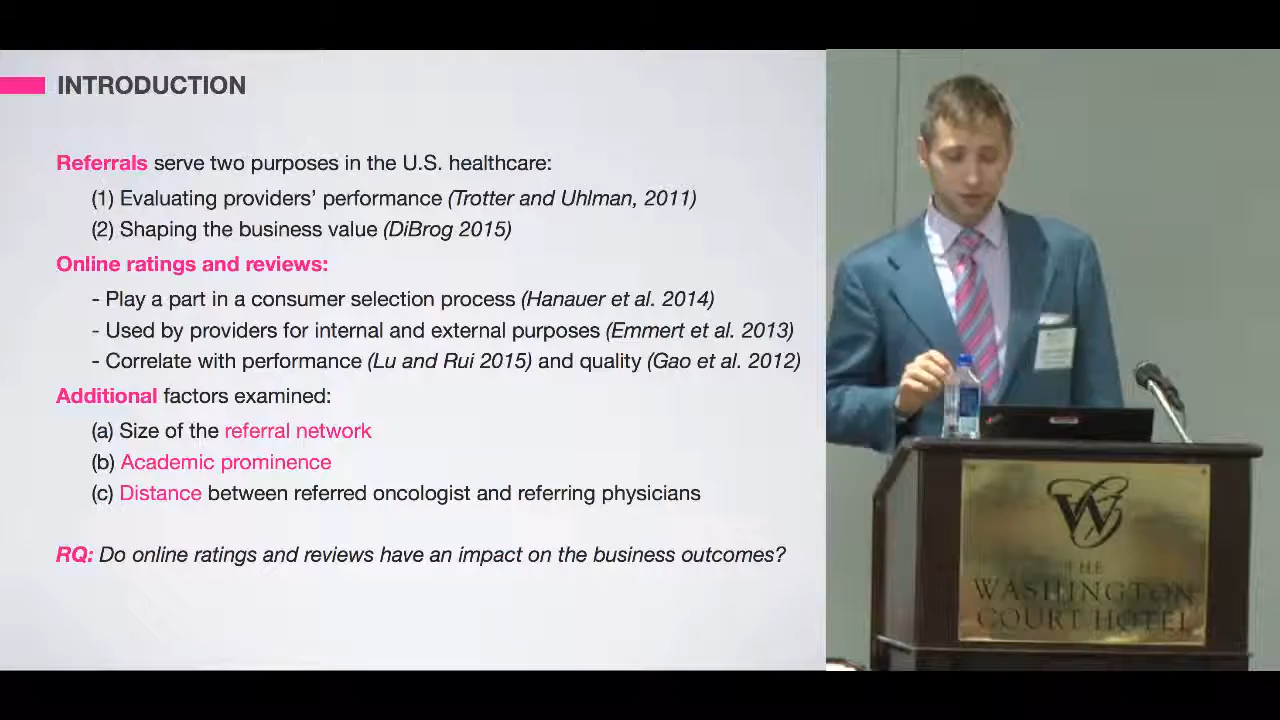 INTRODUCTION
Referrals serve two purposes in the U.S. healthcare:
(1) Evaluating providers' performance (Trotter and Uhlman, 2011)
(2) Shaping the business value (DiBrog 2015)
Online ratings and reviews:
- Play a part in a consumer selection process (Hanauer et al. 2014)
- Used by providers for internal and external purposes (Emmert et al. 2013)
- Correlate with performance (Lu and Rui 2015) and quality (Gao et al. 2012)
Additional factors examined:
(a) Size of the referral network
(b) Academic prominence
(c) Distance between referred oncologist and referring physicians
RQ: Do online ratings and reviews have an impact on the business outcomes?
THE
WASHINGTON
COURT HOTEL